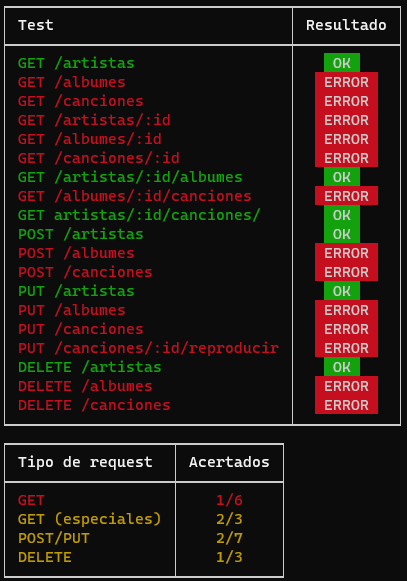 Test Resultado
GET /artistas OK
GET /albumes ERROR
GET /canciones ERROR
GET /artistas/:id ERROR
GET /albumes/:id ERROR
GET /canciones/:id ERROR
GET /artistas/:id/albumes OK
GET /albumes/:id/canciones ERROR
GET artistas/:id/canciones/ OK
POST /artistas OK
POST /albumes ERROR
POST /canciones ERROR
PUT /artistas OK
PUT /albumes ERROR
PUT /canciones ERROR
PUT /canciones/:id/reproducir ERROR
DELETE /artistas OK
DELETE /albumes ERROR
DELETE /canciones ERROR
Tipo de request Acertados
GET 1/6
GET (especiales) 2/3
POST/PUT 2/7
DELETE 1/3